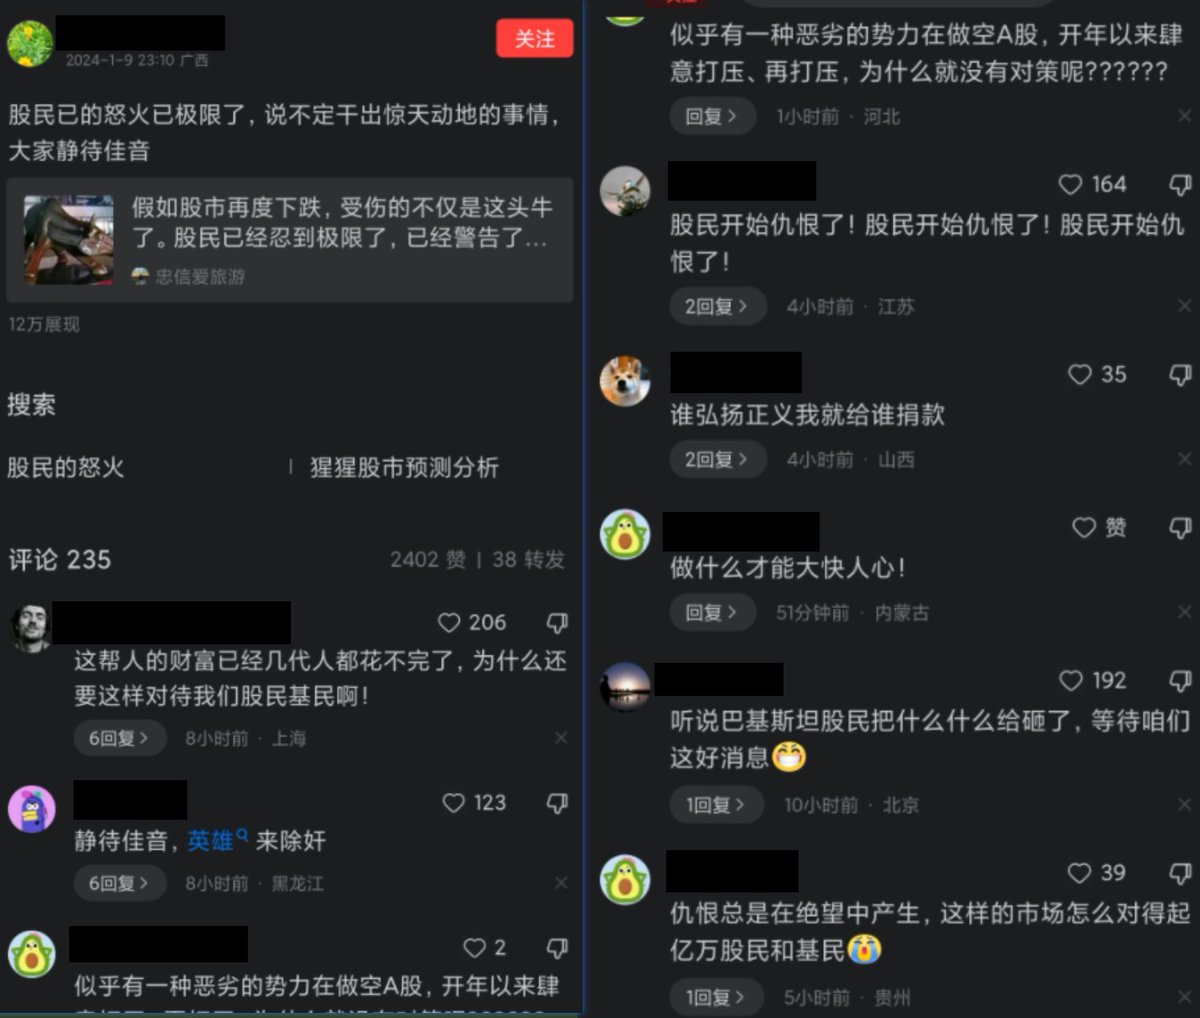 2024-1-9 23:10 广西
关注
股民已的怒火已极限了，说不定干出惊天动地的事情，
大家静待佳音
假如股市再度下跌，受伤的不仅是这头牛
了。股民已经忍到极限了，已经警告了...
忠信爱旅游
12万展现
搜索
股民的怒火
猩猩股市预测分析
评论 235
2402 赞 | 38 转发
206
这帮人的财富已经几代人都花不完了，为什么还
要这样对待我们股民基民啊！
6回复 >
8小时前 · 上海
123
静待佳音，英雄 来除奸
6回复 >
8小时前 · 黑龙江
2
似乎有一种恶劣的势力在做空A股，开年以来肆
似乎有一种恶劣的势力在做空A股，开年以来肆
意打压、再打压，为什么就没有对策呢??????
回复 >
1小时前 · 河北
164
股民开始仇恨了！股民开始仇恨了！股民开始仇
恨了！
2回复 >
4小时前 · 江苏
35
谁弘扬正义我就给谁捐款
2回复 >
4小时前 · 山西
赞
做什么才能大快人心！
回复 >
51分钟前 · 内蒙古
192
听说巴基斯坦股民把什么什么给砸了，等待咱们
这好消息😁
1回复 >
10小时前 · 北京
39
仇恨总是在绝望中产生，这样的市场怎么对得起
亿万股民和基民😭
1回复 >
5小时前 · 贵州